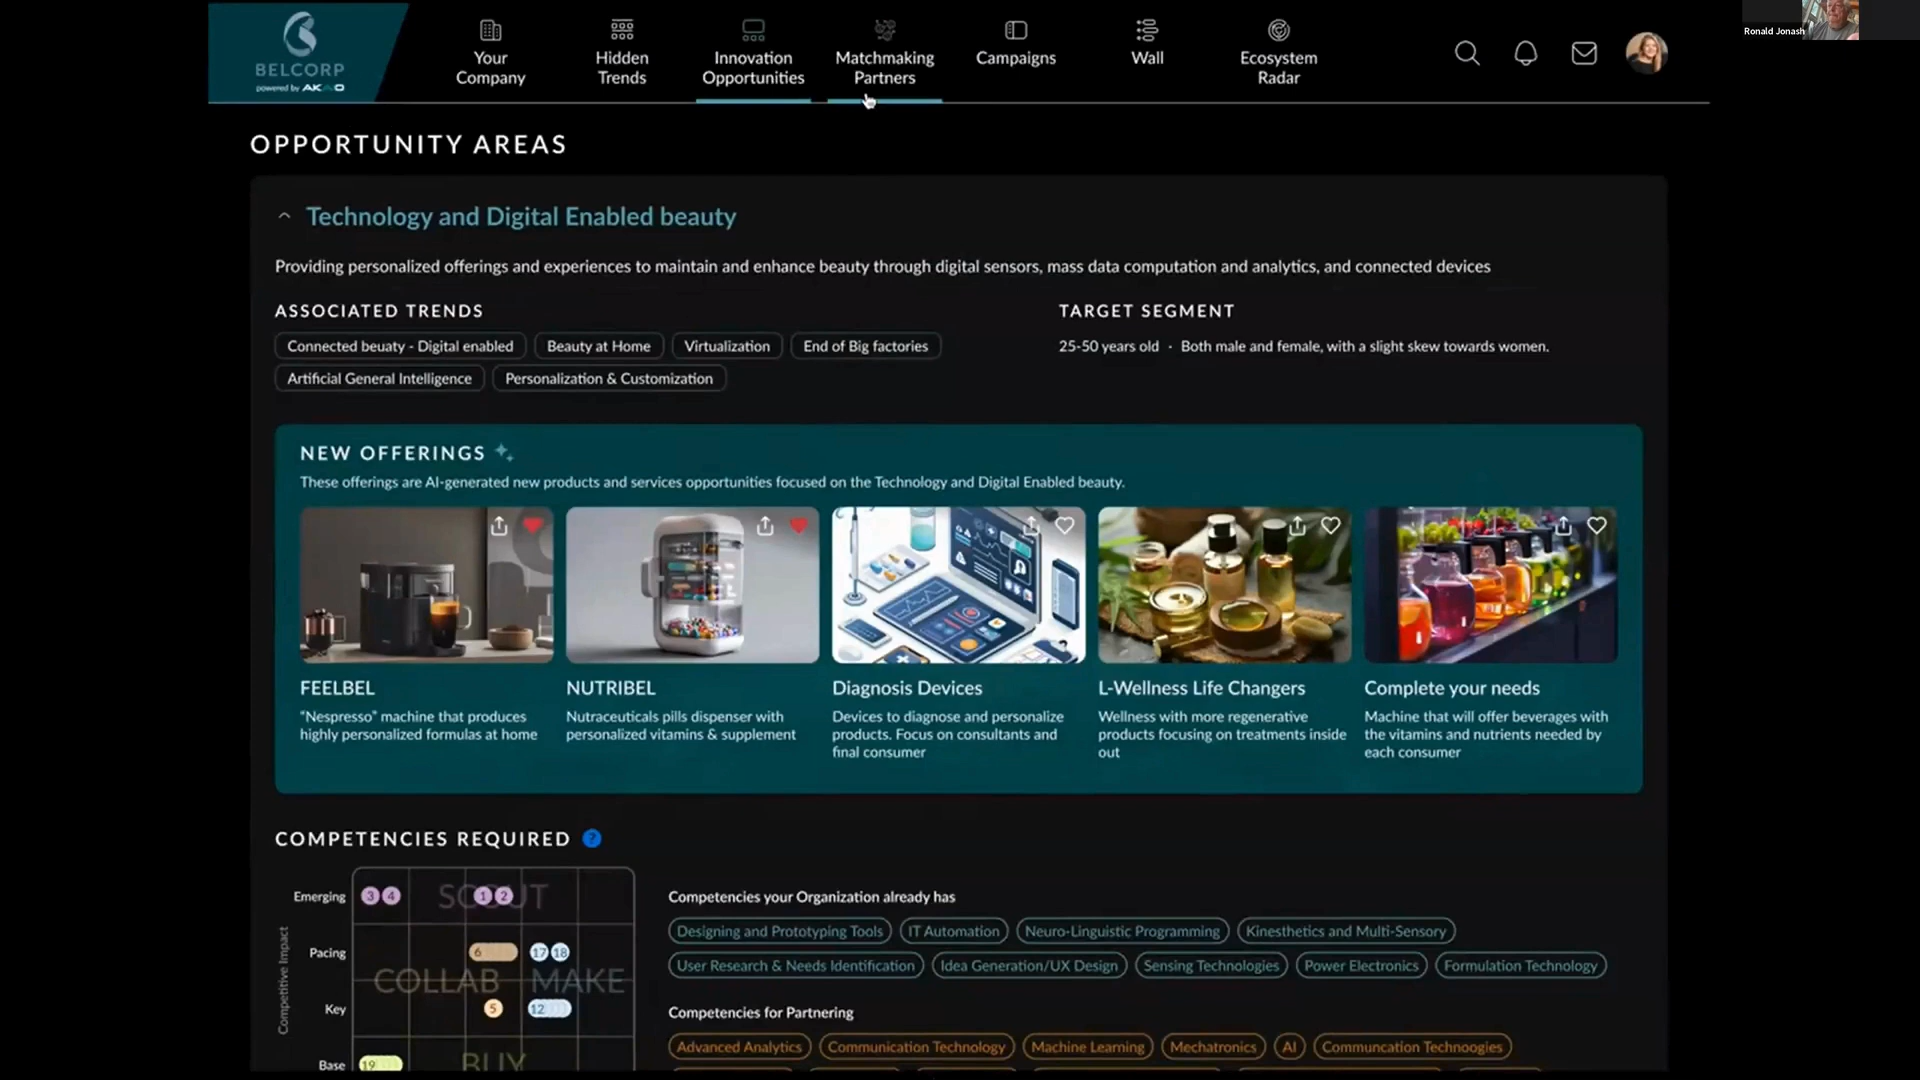 BELCORP
powered by AKAO
Your
Company
Hidden
Trends
Innovation
Opportunities
Matchmaking
Partners
Campaigns
Wall
Ecosystem
Radar
Ronald Jonash
OPPORTUNITY AREAS
Technology and Digital Enabled beauty
Providing personalized offerings and experiences to maintain and enhance beauty through digital sensors, mass data computation and analytics, and connected devices
ASSOCIATED TRENDS
Connected beuaty - Digital enabled
Beauty at Home
Virtualization
End of Big factories
Artificial General Intelligence
Personalization & Customization
TARGET SEGMENT
25-50 years old · Both male and female, with a slight skew towards women.
NEW OFFERINGS
These offerings are AI-generated new products and services opportunities focused on the Technology and Digital Enabled beauty.
FEELBEL
“Nespresso” machine that produces
highly personalized formulas at home
NUTRIBEL
Nutraceuticals pills dispenser with
personalized vitamins & supplement
Diagnosis Devices
Devices to diagnose and personalize
products. Focus on consultants and
final consumer
L-Wellness Life Changers
Wellness with more regenerative
products focusing on treatments inside
out
Complete your needs
Machine that will offer beverages with
the vitamins and nutrients needed by
each consumer
COMPETENCIES REQUIRED ?
Competitive Impact
Emerging
3 4 SCOUT 1 2
Pacing
6 17 18
COLLAB MAKE
Key
5 12
Base
19 BUY
Competencies your Organization already has
Designing and Prototyping Tools
IT Automation
Neuro-Linguistic Programming
Kinesthetics and Multi-Sensory
User Research & Needs Identification
Idea Generation/UX Design
Sensing Technologies
Power Electronics
Formulation Technology
Competencies for Partnering
Advanced Analytics
Communication Technology
Machine Learning
Mechatronics
AI
Communcation Technoogies